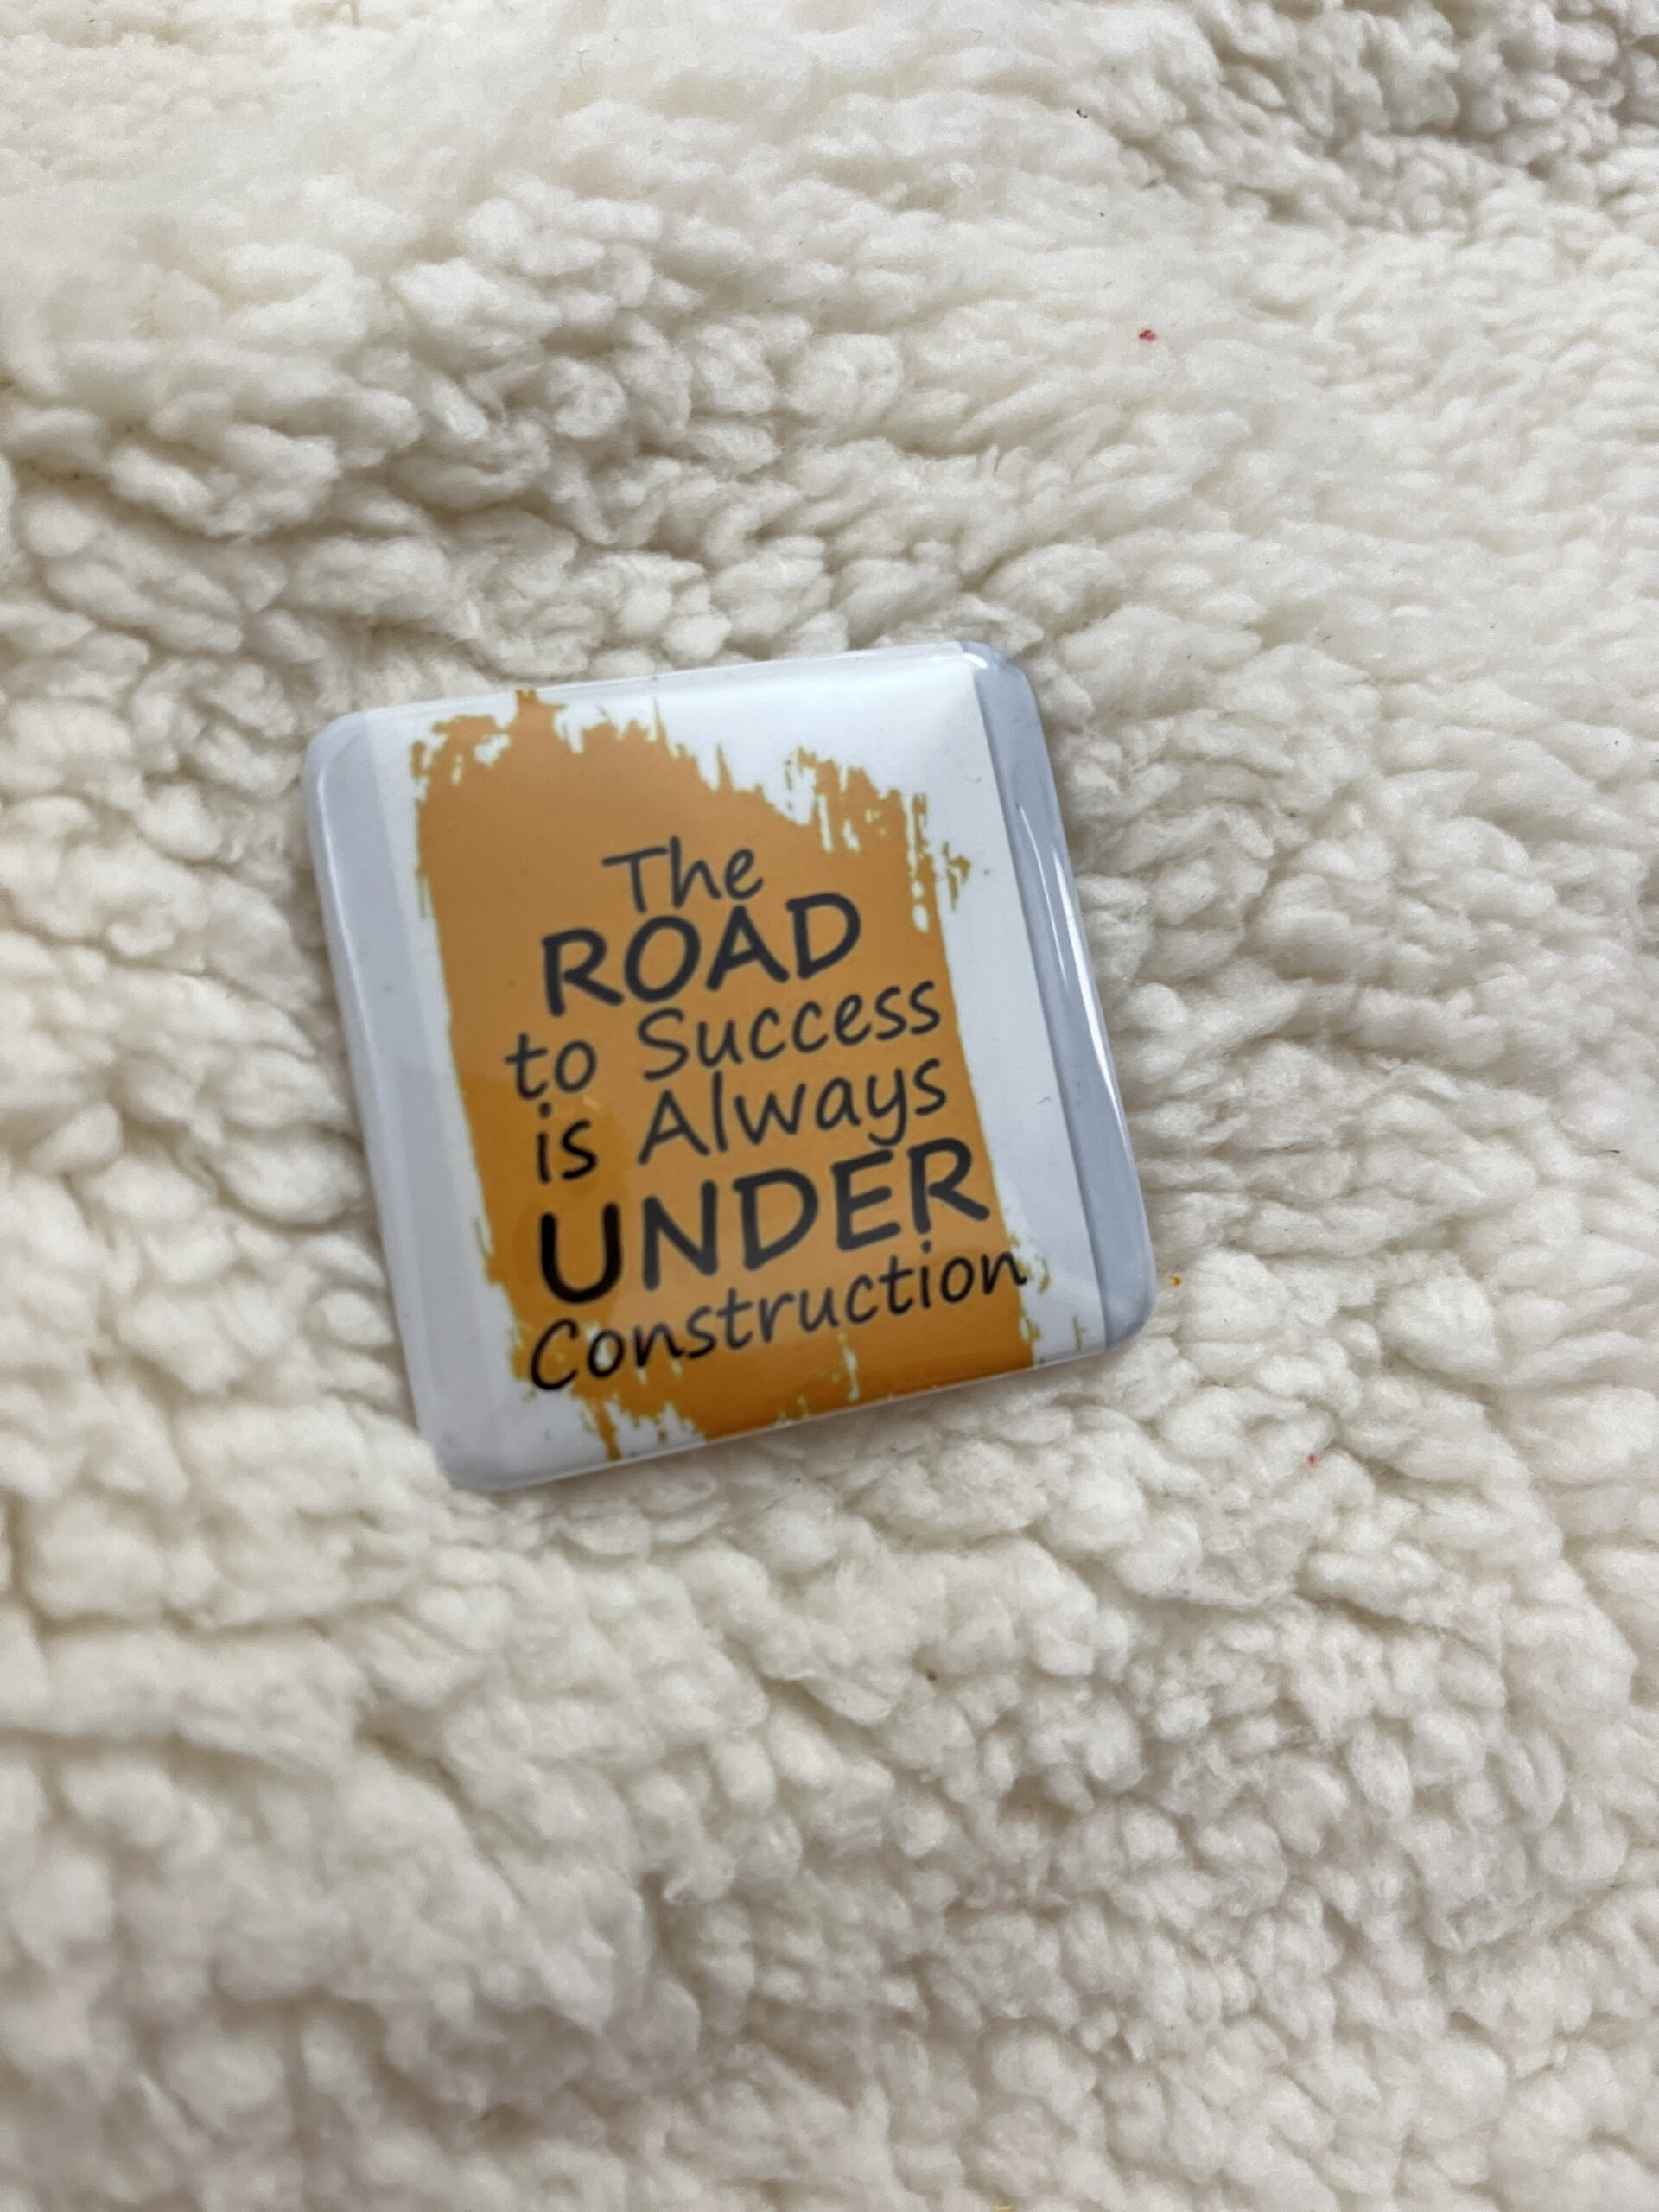 The
ROAD
to Success
is Always
UNDER
Construction